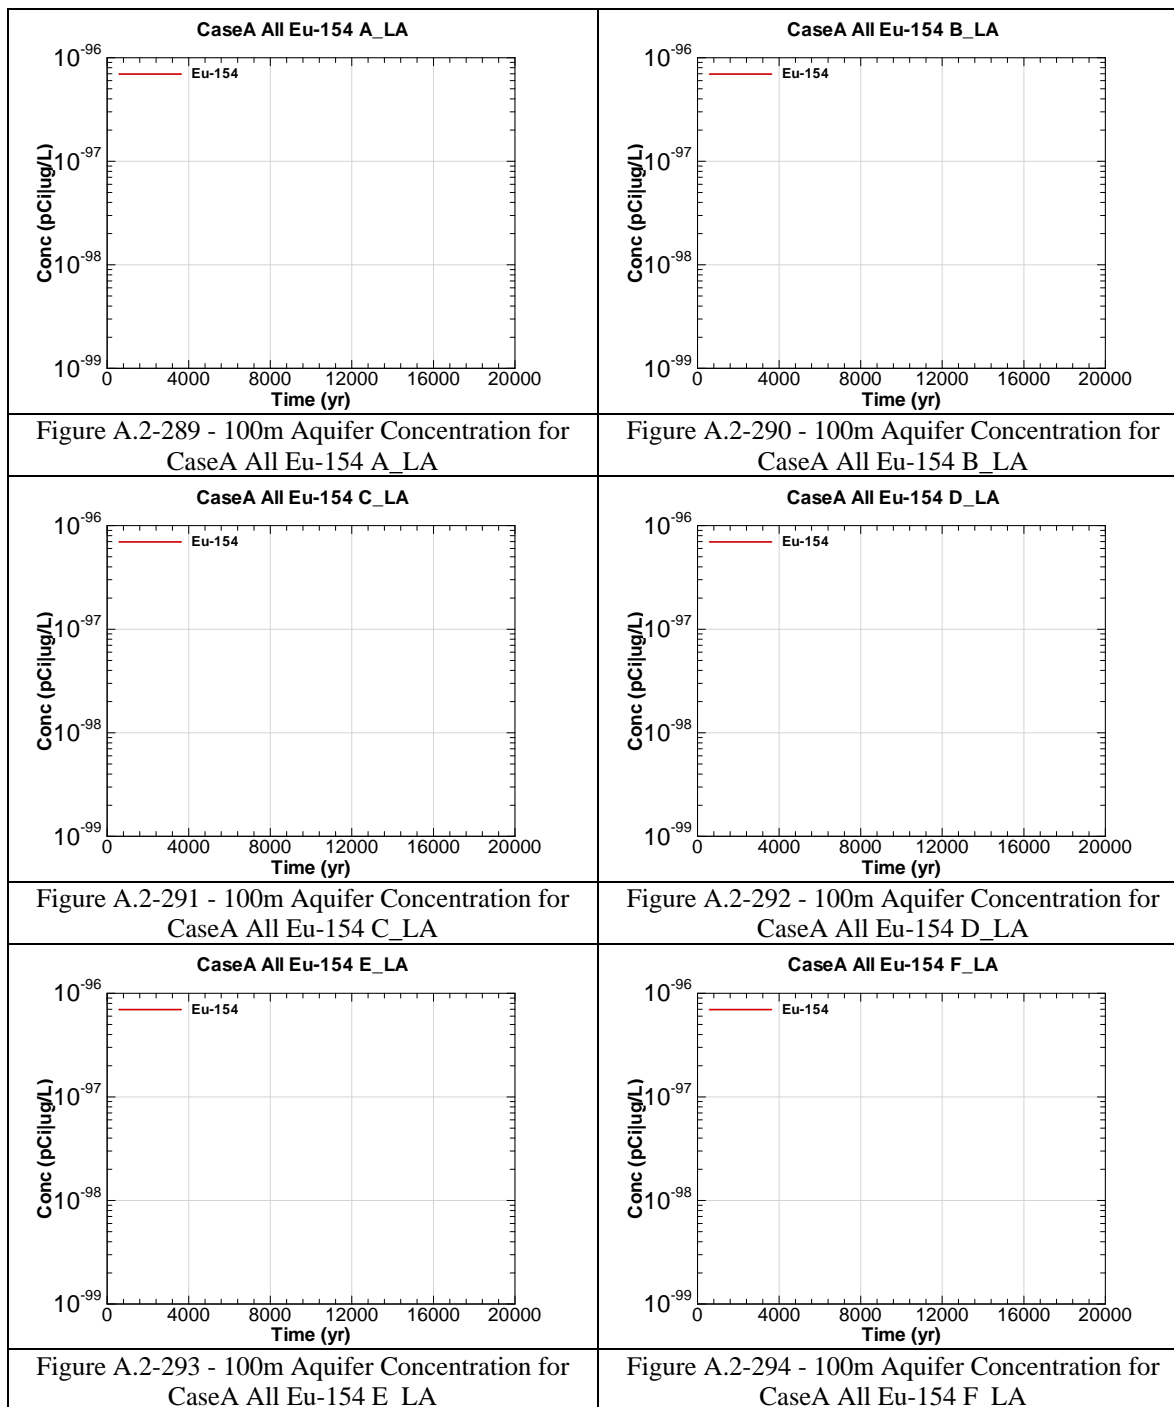 CaseA All Eu-154 A_LA
10-96
Eu-154
10-97
Conc (pCi|ug/L)
10-98
10-99
0 4000 8000 12000 16000 20000
Time (yr)
Figure A.2-289 - 100m Aquifer Concentration for
CaseA All Eu-154 A_LA
CaseA All Eu-154 B_LA
10-96
Eu-154
10-97
Conc (pCi|ug/L)
10-98
10-99
0 4000 8000 12000 16000 20000
Time (yr)
Figure A.2-290 - 100m Aquifer Concentration for
CaseA All Eu-154 B_LA
CaseA All Eu-154 C_LA
10-96
Eu-154
10-97
Conc (pCi|ug/L)
10-98
10-99
0 4000 8000 12000 16000 20000
Time (yr)
Figure A.2-291 - 100m Aquifer Concentration for
CaseA All Eu-154 C_LA
CaseA All Eu-154 D_LA
10-96
Eu-154
10-97
Conc (pCi|ug/L)
10-98
10-99
0 4000 8000 12000 16000 20000
Time (yr)
Figure A.2-292 - 100m Aquifer Concentration for
CaseA All Eu-154 D_LA
CaseA All Eu-154 E_LA
10-96
Eu-154
10-97
Conc (pCi|ug/L)
10-98
10-99
0 4000 8000 12000 16000 20000
Time (yr)
Figure A.2-293 - 100m Aquifer Concentration for
CaseA All Eu-154 E_LA
CaseA All Eu-154 F_LA
10-96
Eu-154
10-97
Conc (pCi|ug/L)
10-98
10-99
0 4000 8000 12000 16000 20000
Time (yr)
Figure A.2-294 - 100m Aquifer Concentration for
CaseA All Eu-154 F_LA